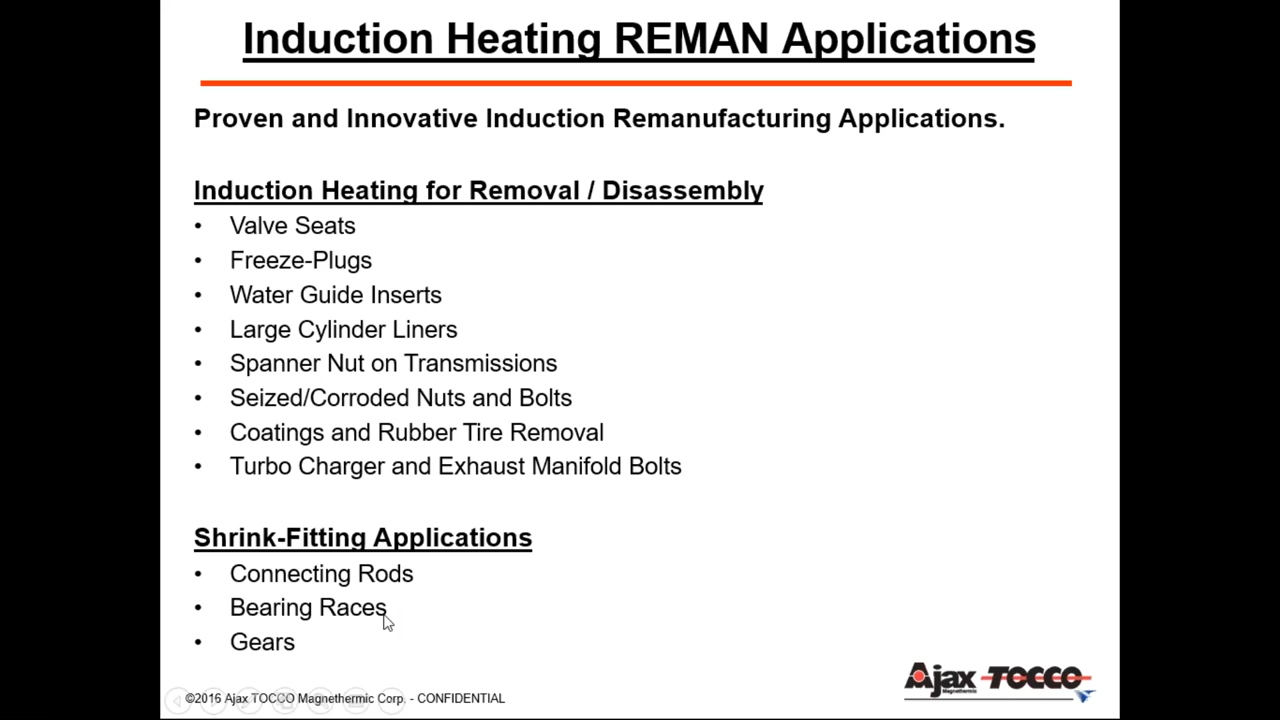 Induction Heating REMAN Applications
Proven and Innovative Induction Remanufacturing Applications.
Induction Heating for Removal / Disassembly
• Valve Seats
• Freeze-Plugs
• Water Guide Inserts
• Large Cylinder Liners
• Spanner Nut on Transmissions
• Seized/Corroded Nuts and Bolts
• Coatings and Rubber Tire Removal
• Turbo Charger and Exhaust Manifold Bolts
Shrink-Fitting Applications
• Connecting Rods
• Bearing Races
• Gears
©2016 Ajax TOCCO Magnethermic Corp. - CONFIDENTIAL
Ajax TOCCO
Magnethermic